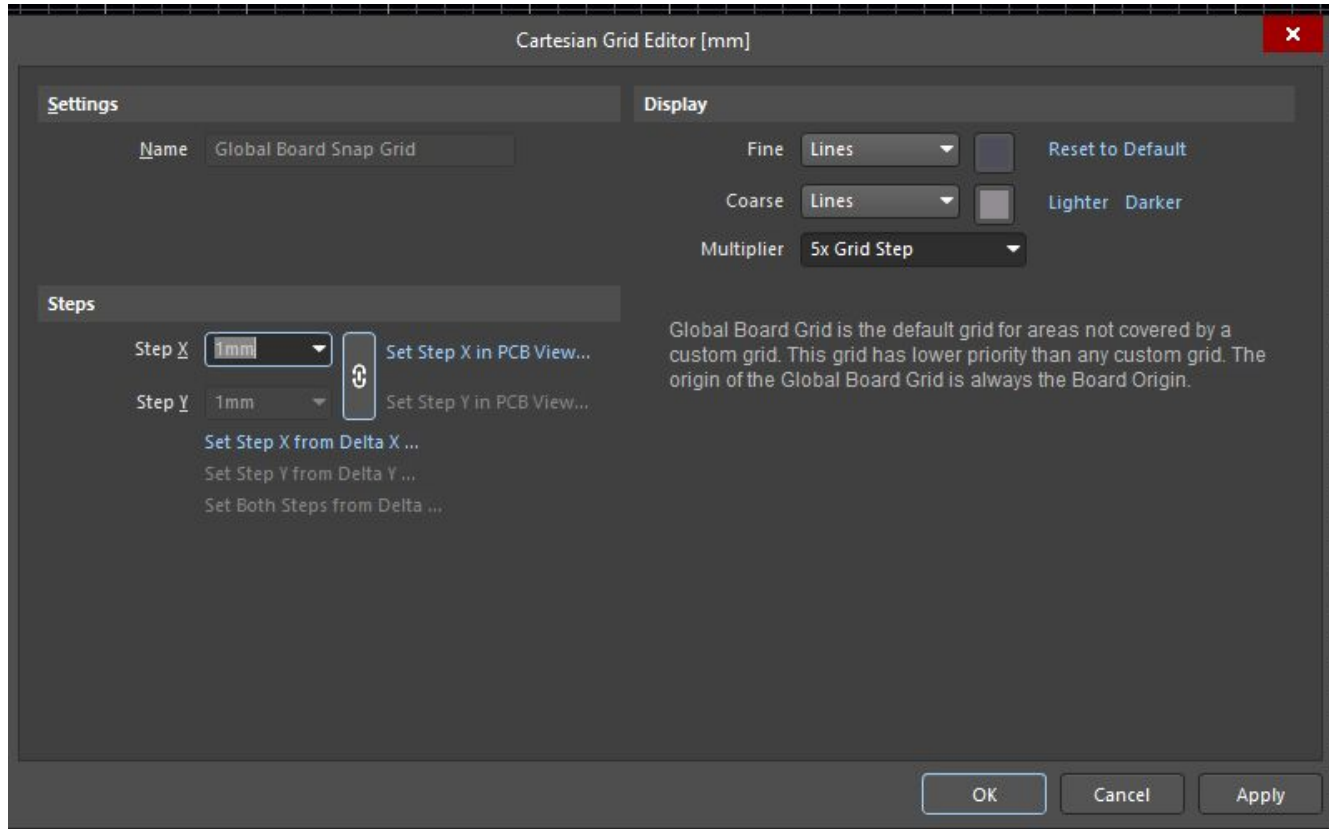 Cartesian Grid Editor [mm]
Settings
Name Global Board Snap Grid
Display
Fine Lines Reset to Default
Coarse Lines Lighter Darker
Multiplier 5x Grid Step
Steps
Step X 1mm Set Step X in PCB View...
Step Y 1mm Set Step Y in PCB View...
Set Step X from Delta X ...
Set Step Y from Delta Y ...
Set Both Steps from Delta ...
Global Board Grid is the default grid for areas not covered by a
custom grid. This grid has lower priority than any custom grid. The
origin of the Global Board Grid is always the Board Origin.
OK Cancel Apply